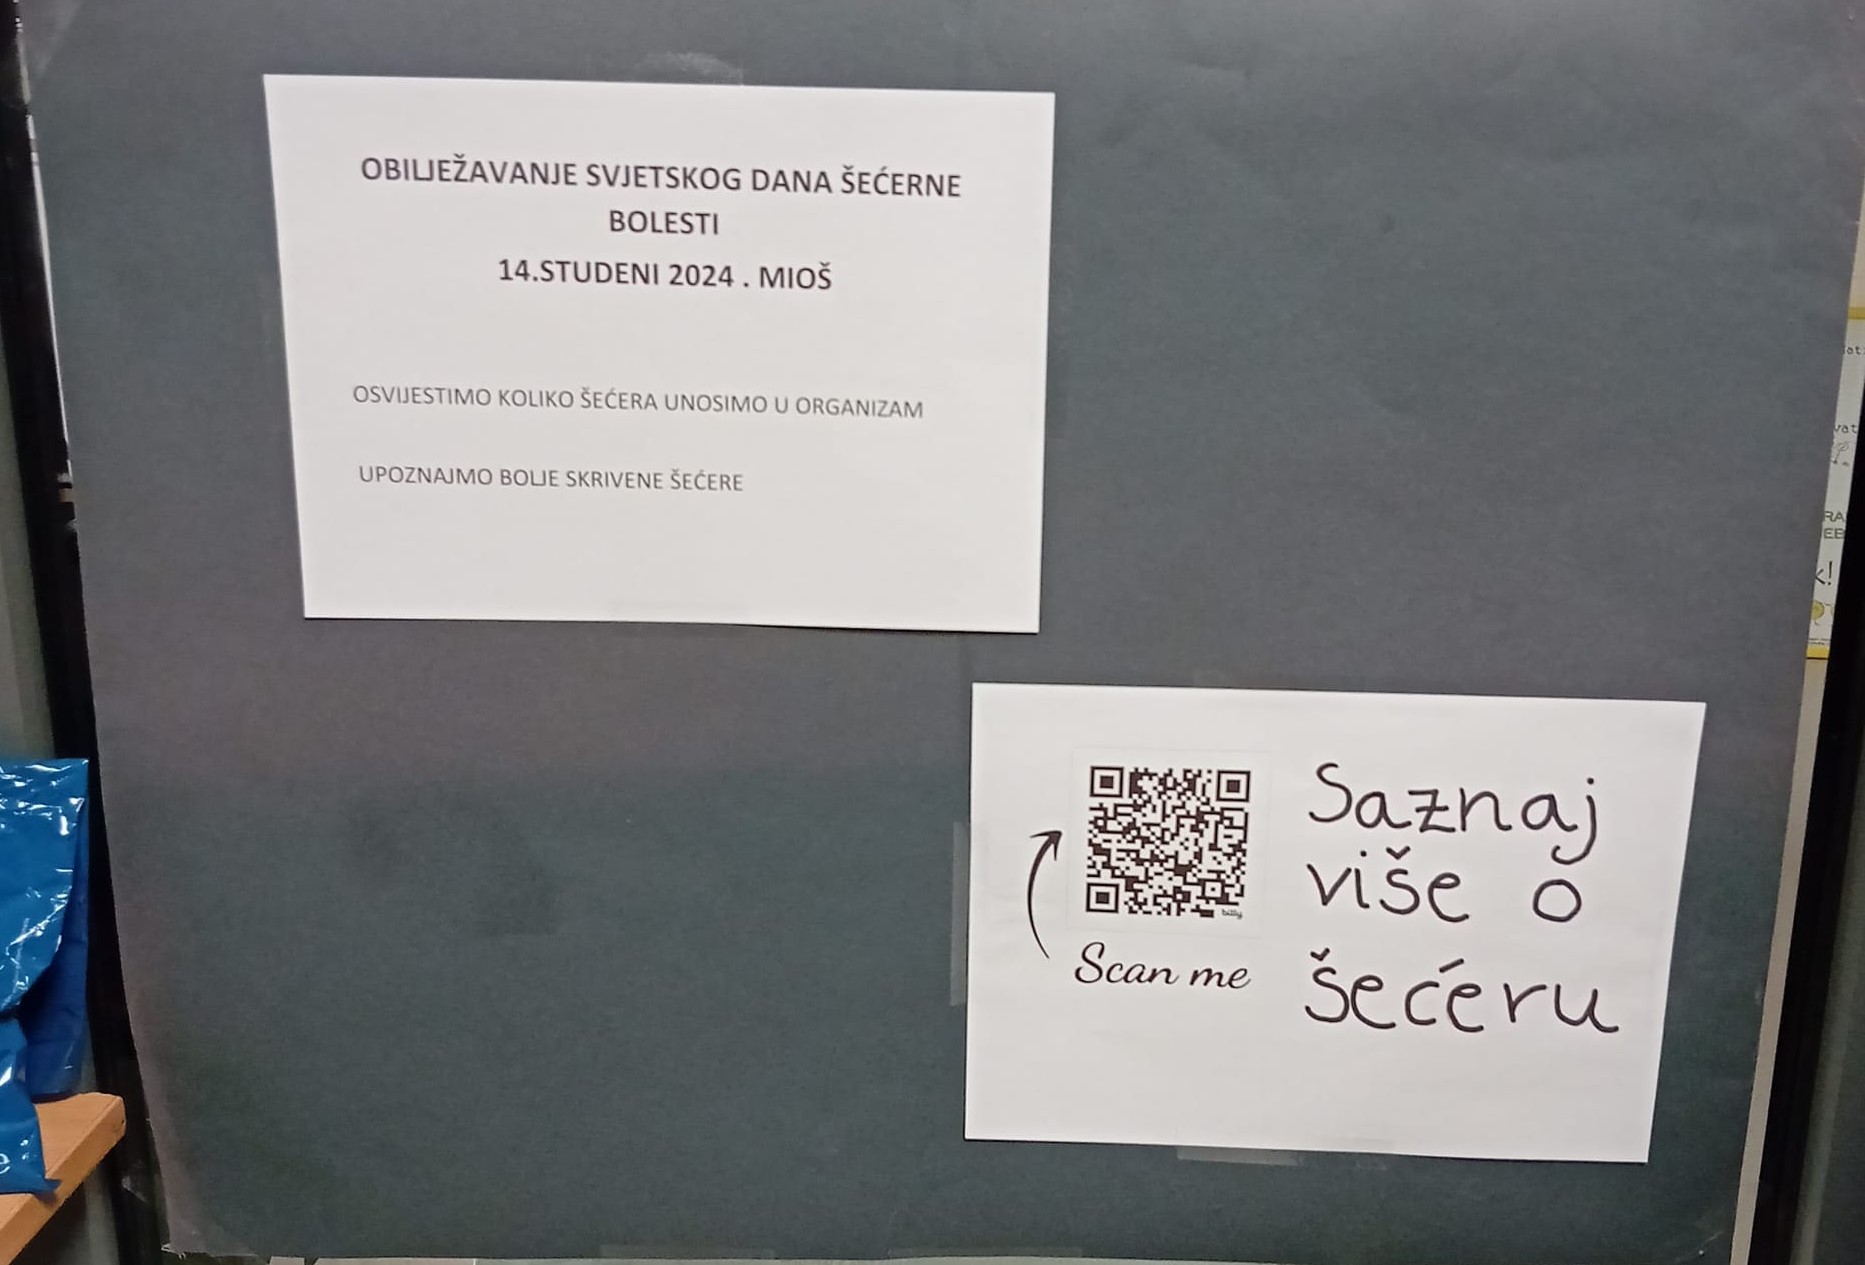 OBILJEŽAVANJE SVJETSKOG DANA ŠEĆERNE
BOLESTI
14.STUDENI 2024 . MIOŠ
OSVIJESTIMO KOLIKO ŠEĆERA UNOSIMO U ORGANIZAM
UPOZNAJMO BOLJE SKRIVENE ŠEĆERE
Saznaj
više o
šećeru
bitly
Scan me